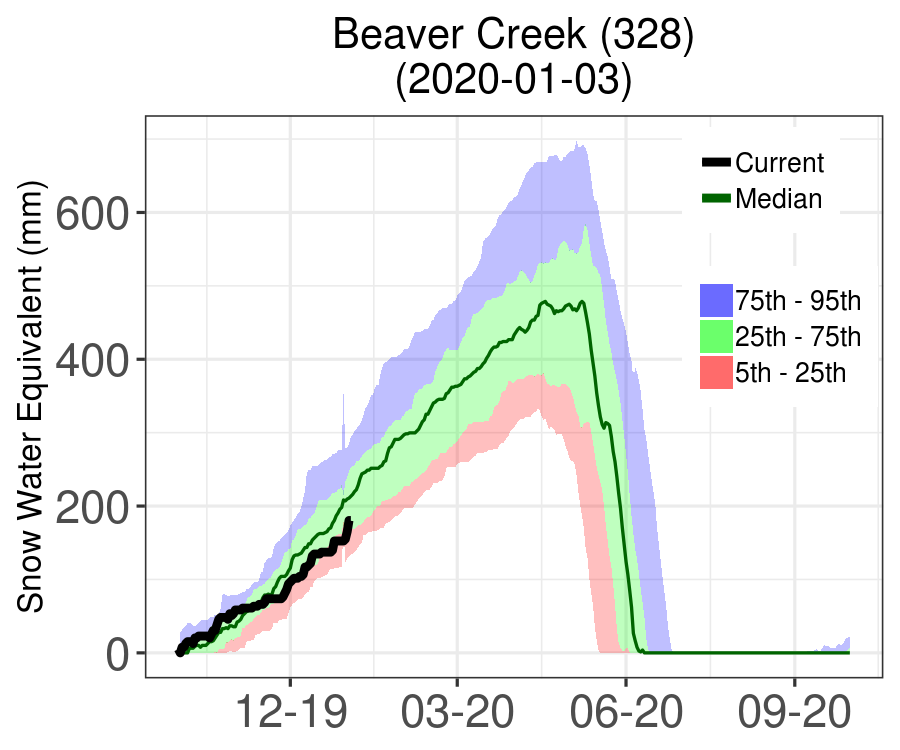 Beaver Creek (328)
(2020-01-03)
Snow Water Equivalent (mm)
600
400
200
0
12-19
03-20
06-20
09-20
Current
Median
75th - 95th
25th - 75th
5th - 25th